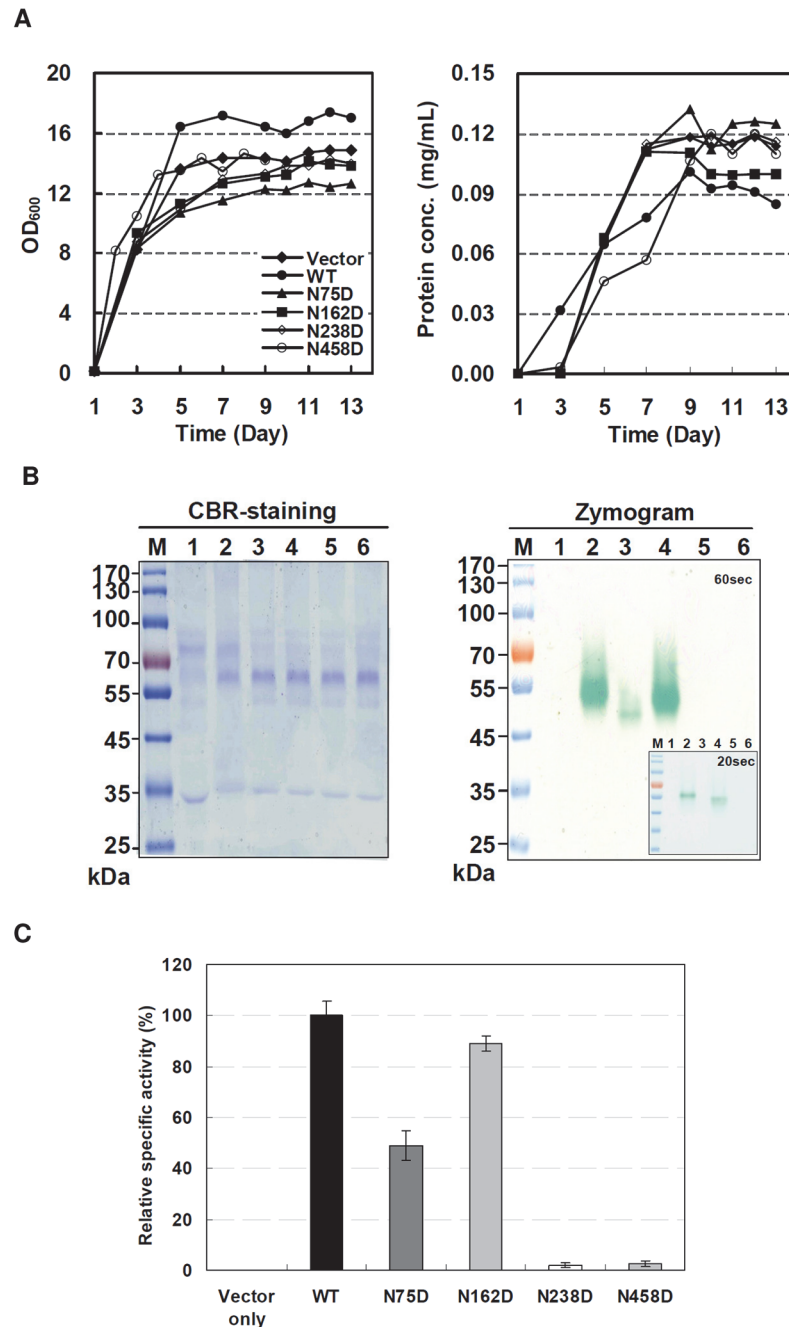 A
20
16
12
8
4
0
OD600
1 3 5 7 9 11 13
Time (Day)
Vector
WT
N75D
N162D
N238D
N458D
0.15
0.12
0.09
0.06
0.03
0.00
Protein conc. (mg/mL)
1 3 5 7 9 11 13
Time (Day)
B
CBR-staining
M 1 2 3 4 5 6
170
130
100
70
55
45
35
25
kDa
Zymogram
M 1 2 3 4 5 6
170
130
100
70
55
45
35
25
kDa
60sec
M 1 2 3 4 5 6
20sec
C
120
100
80
60
40
20
0
Relative specific activity (%)
Vector only WT N75D N162D N238D N458D